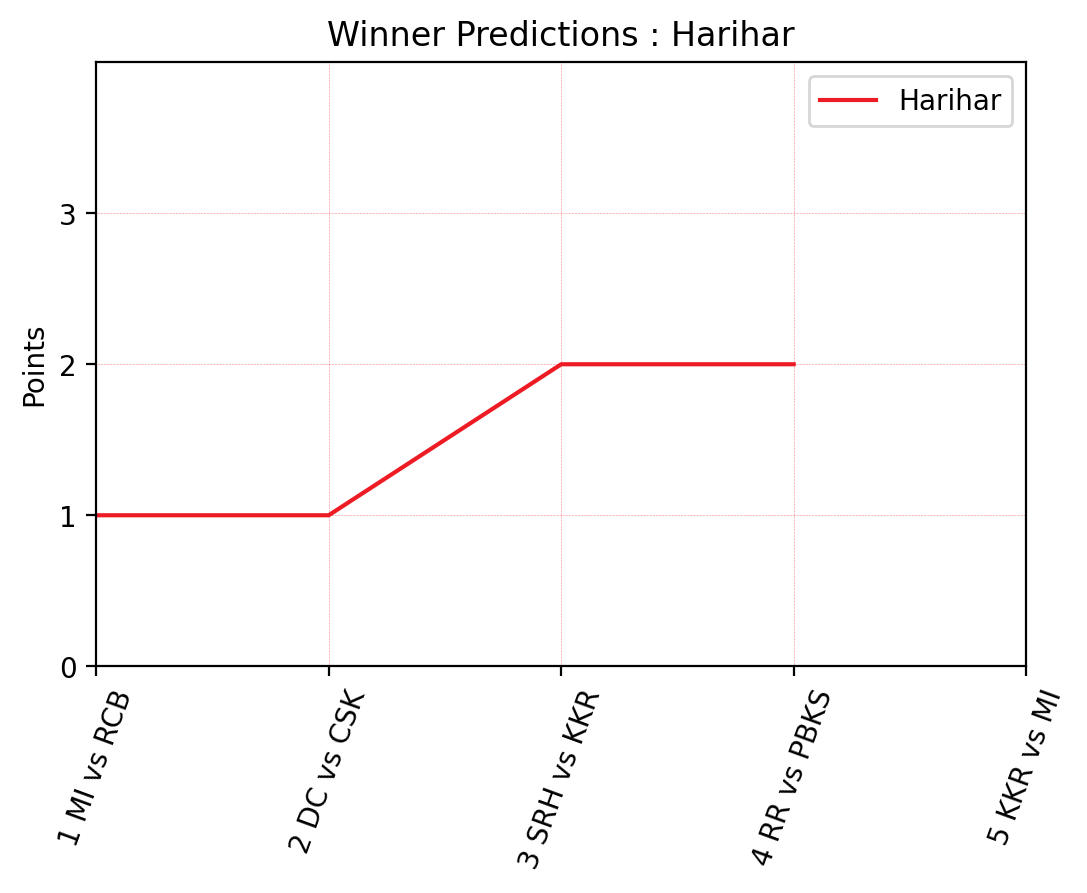 Winner Predictions : Harihar
Harihar
3
2
1
0
Points
1 MI vs RCB
2 DC vs CSK
3 SRH vs KKR
4 RR vs PBKS
5 KKR vs MI